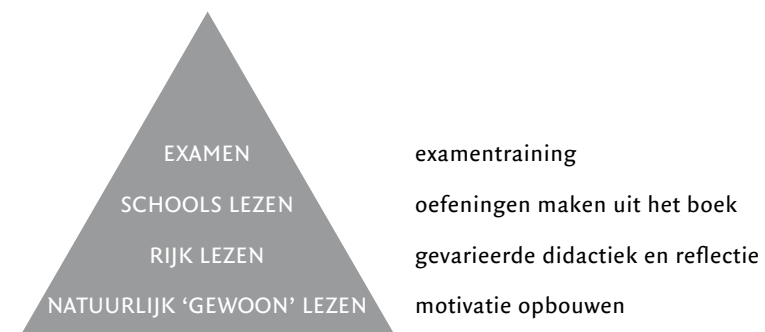 EXAMEN examentraining
SCHOOLS LEZEN oefeningen maken uit het boek
RIJK LEZEN gevarieerde didactiek en reflectie
NATUURLIJK ‘GEWOON’ LEZEN motivatie opbouwen